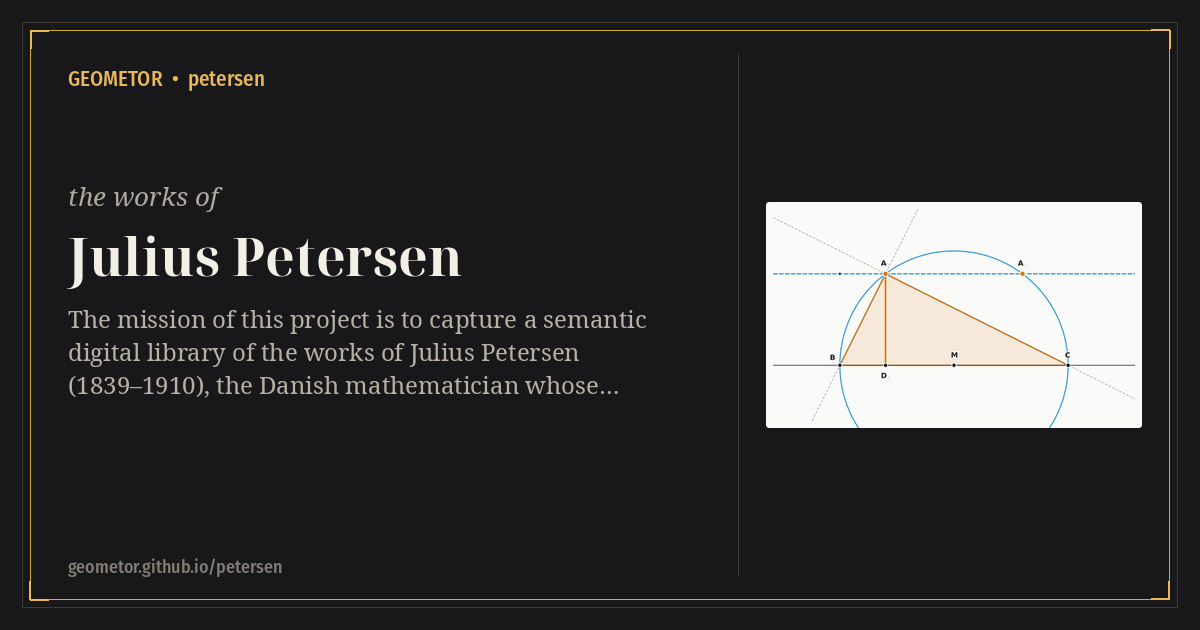 GEOMETOR • petersen
the works of
Julius Petersen
The mission of this project is to capture a semantic
digital library of the works of Julius Petersen
(1839–1910), the Danish mathematician whose...
A
A
B
M
C
D
geometor.github.io/petersen